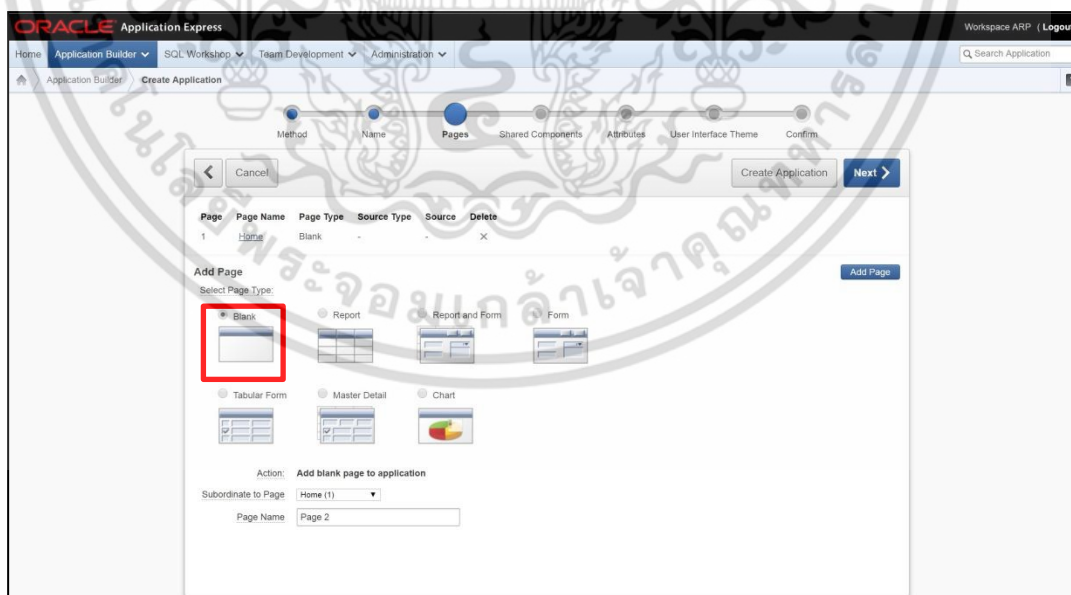 ORACLE Application Express
Workspace ARP ( Logout
Home Application Builder SQL Workshop Team Development Administration
Search Application
Application Builder Create Application
Method Name Pages Shared Components Attributes User Interface Theme Confirm
Cancel Create Application Next
Page Page Name Page Type Source Type Source Delete
1 Home Blank - -
Add Page
Add Page
Select Page Type:
Blank Report Report and Form Form
Tabular Form Master Detail Chart
Action: Add blank page to application
Subordinate to Page Home (1)
Page Name Page 2